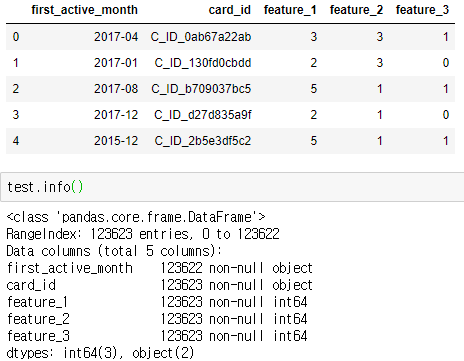 first_active_month card_id feature_1 feature_2 feature_3
0 2017-04 C_ID_0ab67a22ab 3 3 1
1 2017-01 C_ID_130fd0cbdd 2 3 0
2 2017-08 C_ID_b709037bc5 5 1 1
3 2017-12 C_ID_d27d835a9f 2 1 0
4 2015-12 C_ID_2b5e3df5c2 5 1 1
test.info()
<class 'pandas.core.frame.DataFrame'>
RangeIndex: 123623 entries, 0 to 123622
Data columns (total 5 columns):
first_active_month 123622 non-null object
card_id 123623 non-null object
feature_1 123623 non-null int64
feature_2 123623 non-null int64
feature_3 123623 non-null int64
dtypes: int64(3), object(2)